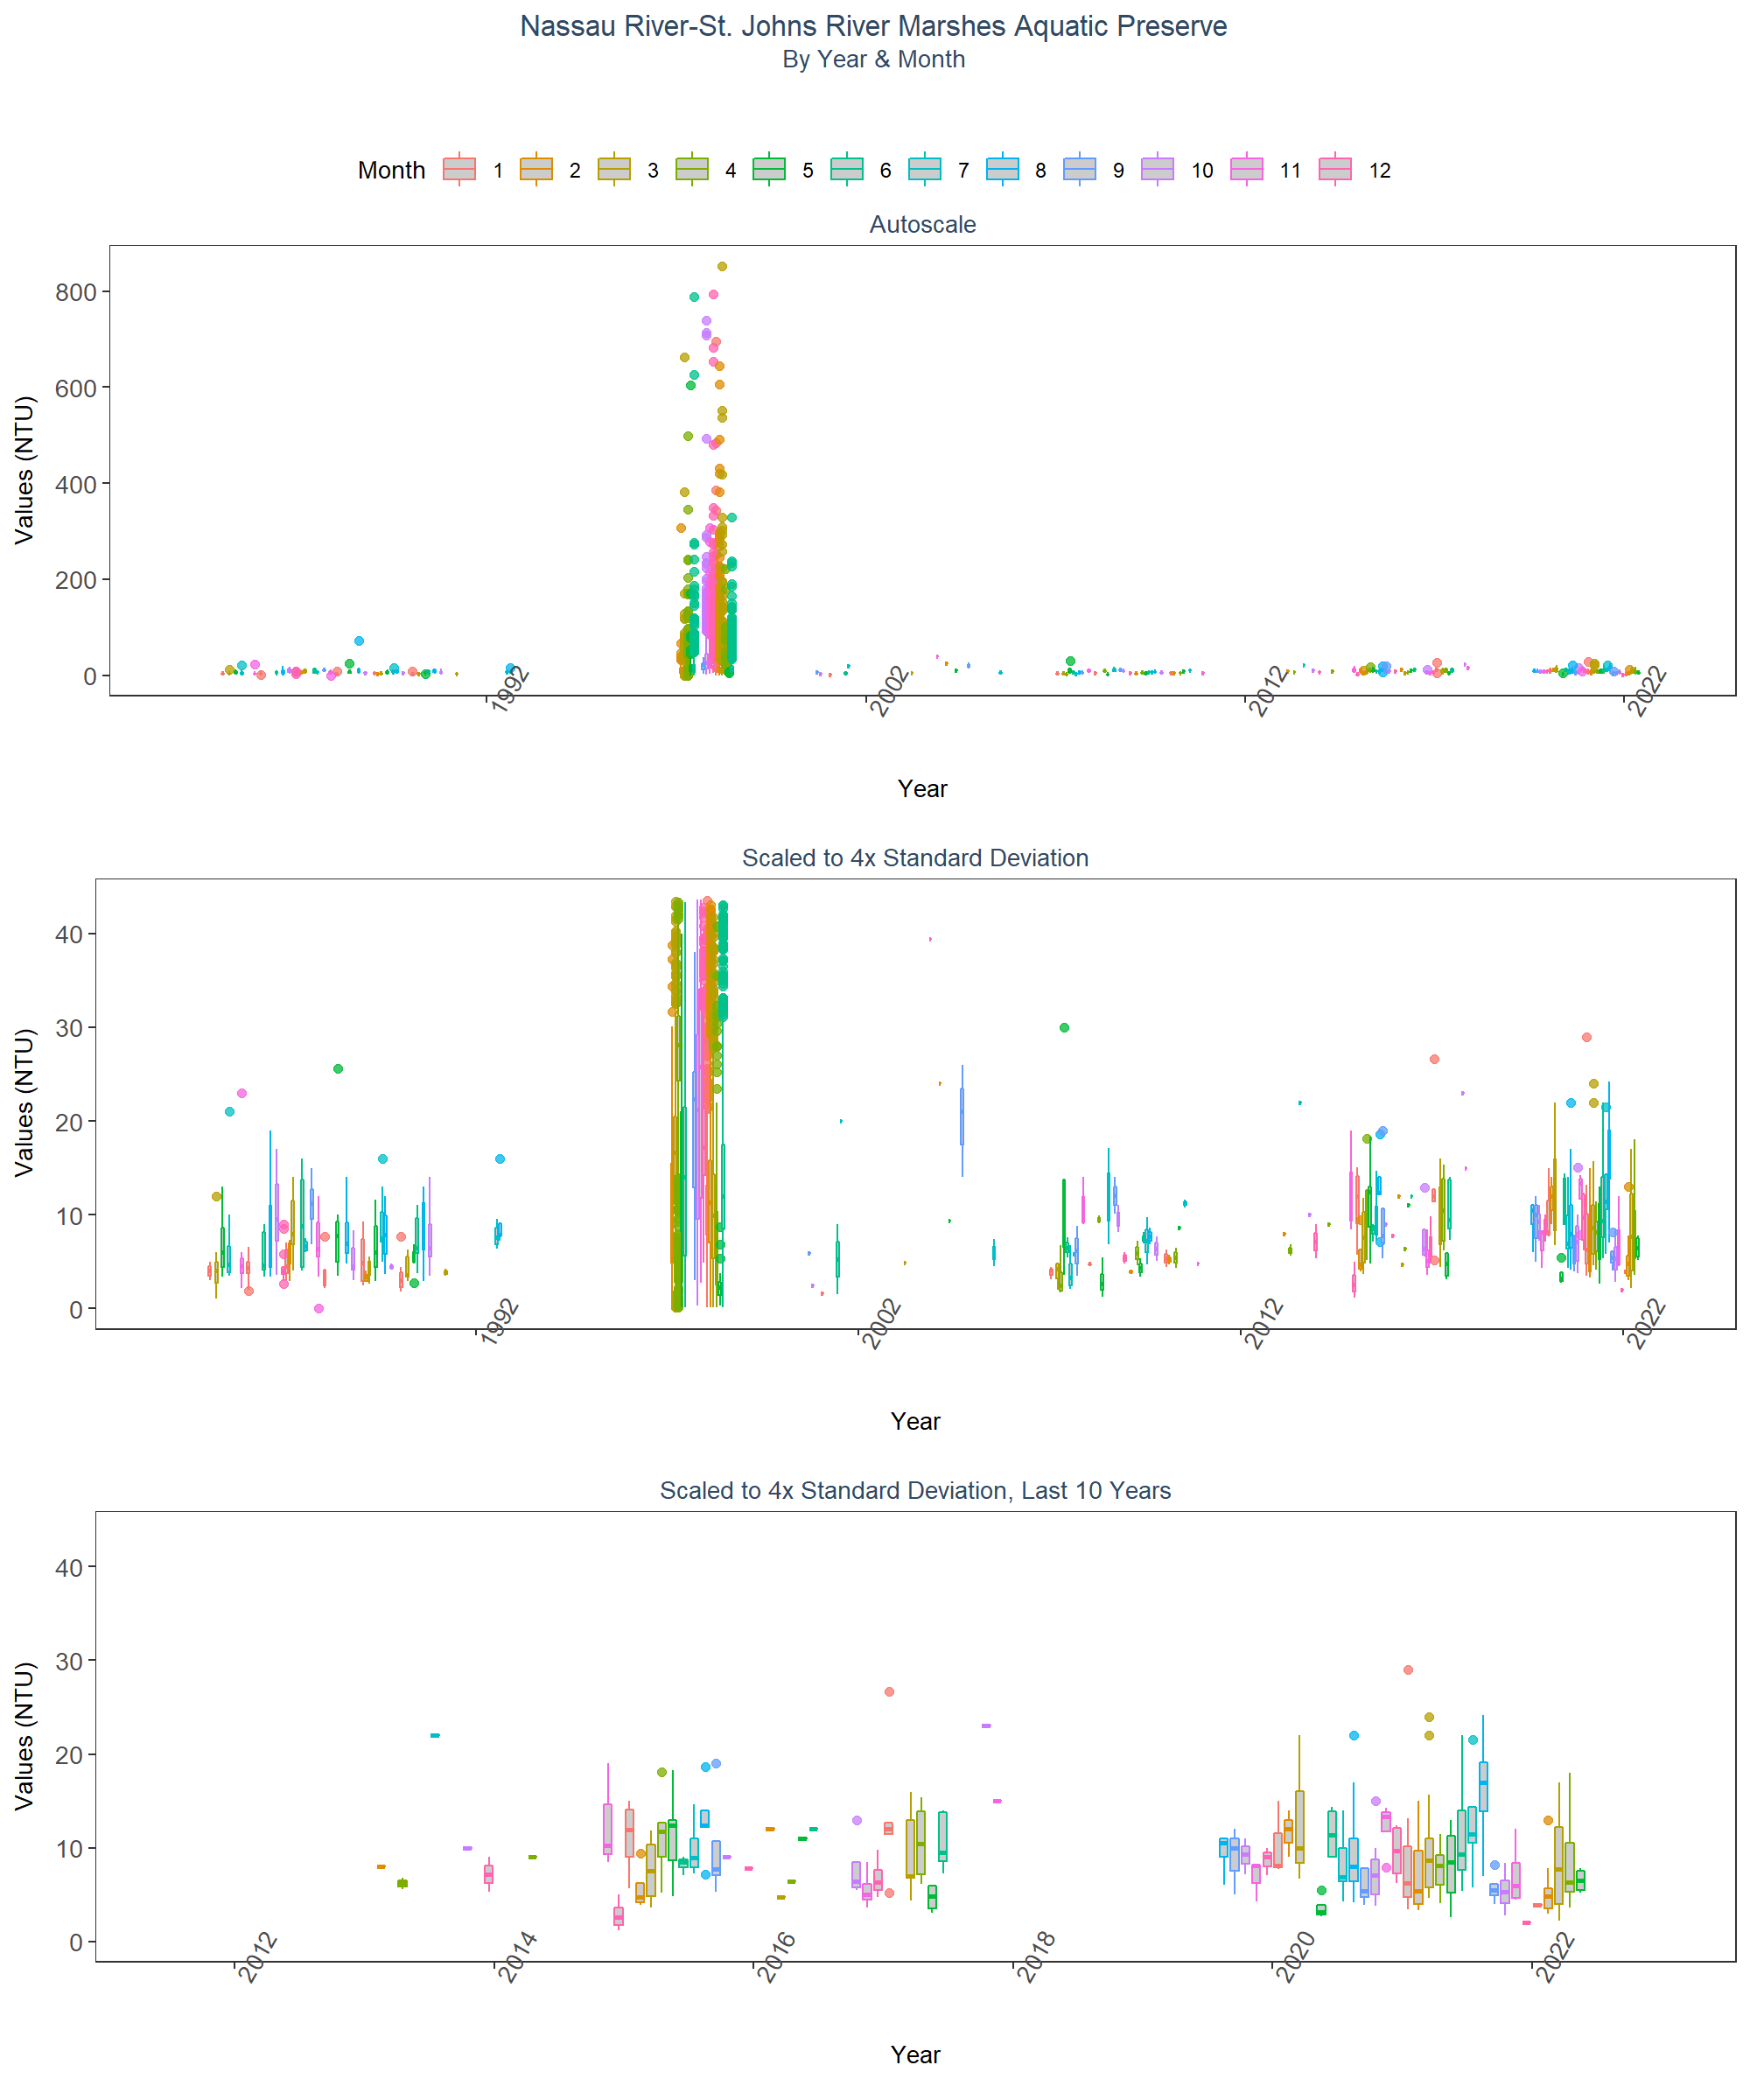 Nassau River-St. Johns River Marshes Aquatic Preserve
By Year & Month
Month 1 2 3 4 5 6 7 8 9 10 11 12
Autoscale
Values (NTU)
800
600
400
200
0
1992 2002 2012 2022
Year
Scaled to 4x Standard Deviation
Values (NTU)
40
30
20
10
0
1992 2002 2012 2022
Year
Scaled to 4x Standard Deviation, Last 10 Years
Values (NTU)
40
30
20
10
0
2012 2014 2016 2018 2020 2022
Year